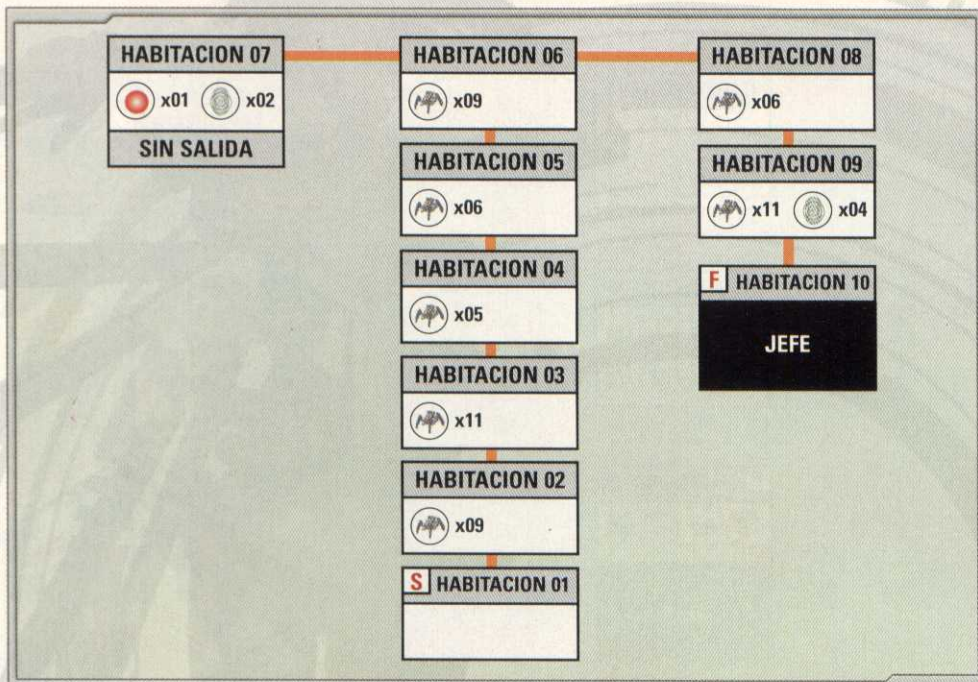 HABITACION 07
x01 x02
SIN SALIDA
HABITACION 06
x09
HABITACION 05
x06
HABITACION 04
x05
HABITACION 03
x11
HABITACION 02
x09
S HABITACION 01
HABITACION 08
x06
HABITACION 09
x11 x04
F HABITACION 10
JEFE